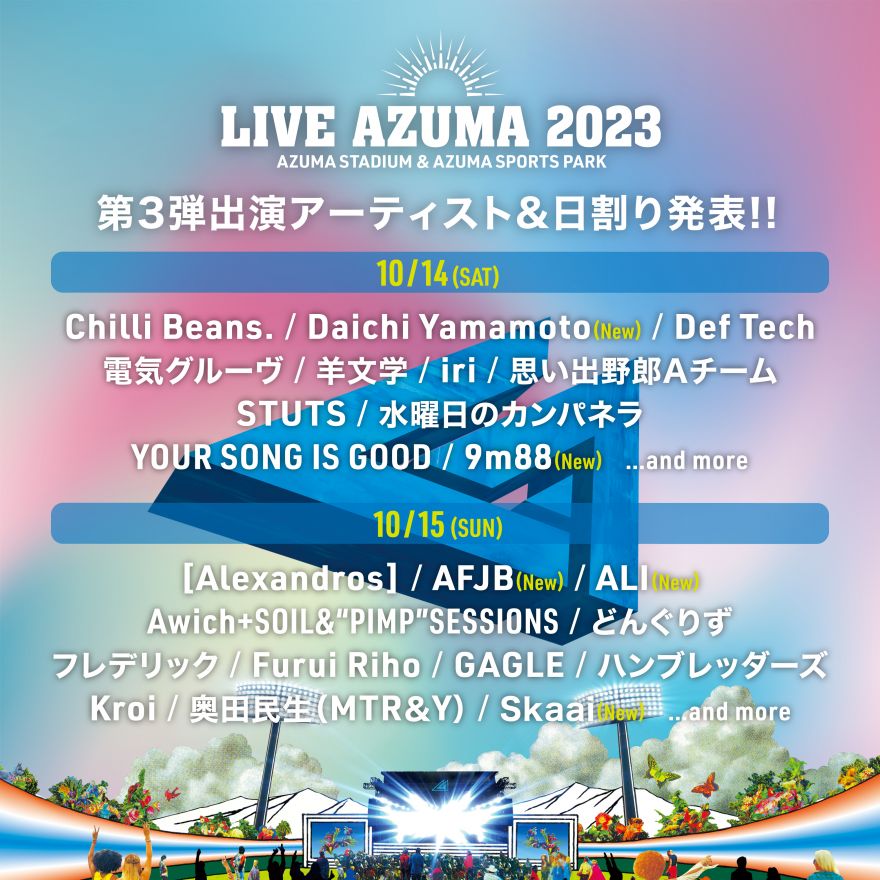 LIVE AZUMA 2023
AZUMA STADIUM & AZUMA SPORTS PARK
第3弾出演アーティスト&日割り発表!!
10/14(SAT)
Chilli Beans. / Daichi Yamamoto(New) / Def Tech
電気グルーヴ / 羊文学 / iri / 思い出野郎Aチーム
STUTS / 水曜日のカンパネラ
YOUR SONG IS GOOD / 9m88(New) ...and more
10/15(SUN)
[Alexandros] / AFJB(New) / ALI(New)
Awich+SOIL&“PIMP”SESSIONS / どんぐりず
フレデリック / Furui Riho / GAGLE / ハンブレッダーズ
Kroi / 奥田民生(MTR&Y) / Skaai(New) ...and more